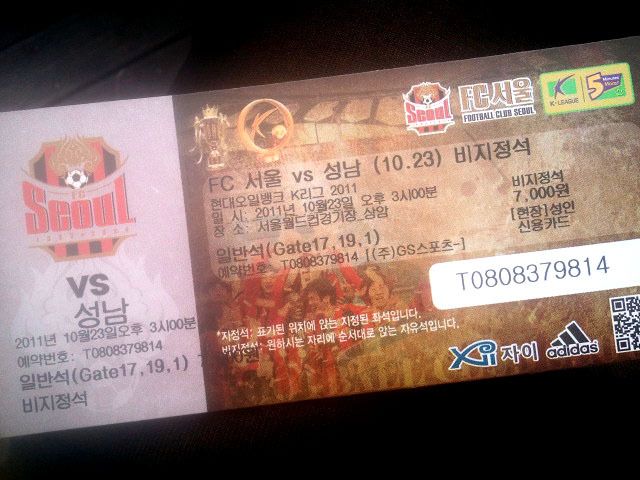 FC
Seoul
VS
성남
2011년 10월23일오후 3시00분
예약번호: T0808379814
일반석(Gate17,19,1)
비지정석
FC서울
FOOTBALL CLUB SEOUL
K-LEAGUE
5 Minutes More
FC 서울 vs 성남 (10.23) 비지정석
현대오일뱅크 K리그 2011
일 시: 2011년 10월23일 오후 3시00분
장 소: 서울월드컵경기장_상암
일반석(Gate17,19,1)
예약번호: T0808379814 [(주)GS스포츠-]
비지정석
7,000원
[현장]성인
신용카드
T0808379814
*지정석: 표기된 위치에 앉는 지정된 좌석입니다.
비지정석: 원하시는 자리에 순서대로 앉는 자유석입니다.
Xi 자이
adidas